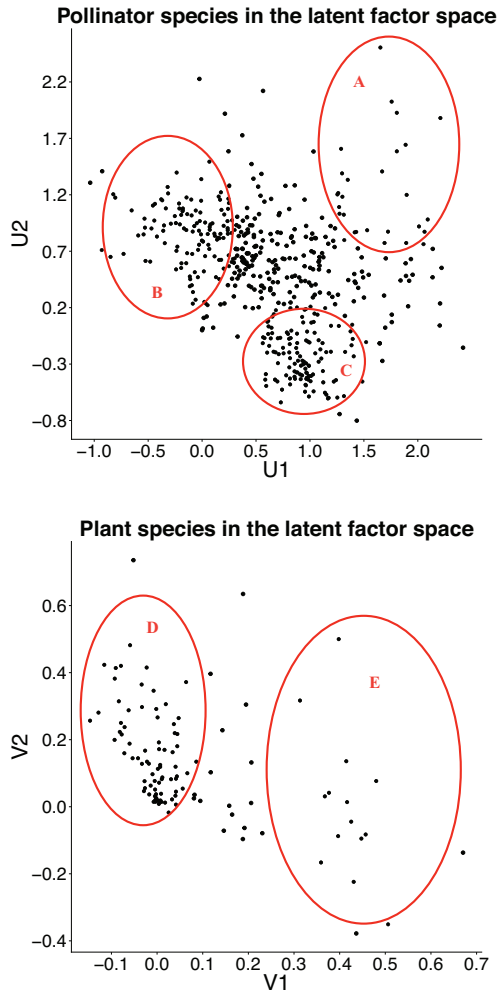 Pollinator species in the latent factor space
2.2
A
1.7
1.2
U2
0.7
B
0.2
−0.3
C
−0.8
−1.0 −0.5 0.0 0.5 1.0 1.5 2.0
U1
Plant species in the latent factor space
0.6
D
0.4
E
V2
0.2
0.0
−0.2
−0.4
−0.1 0.0 0.1 0.2 0.3 0.4 0.5 0.6 0.7
V1